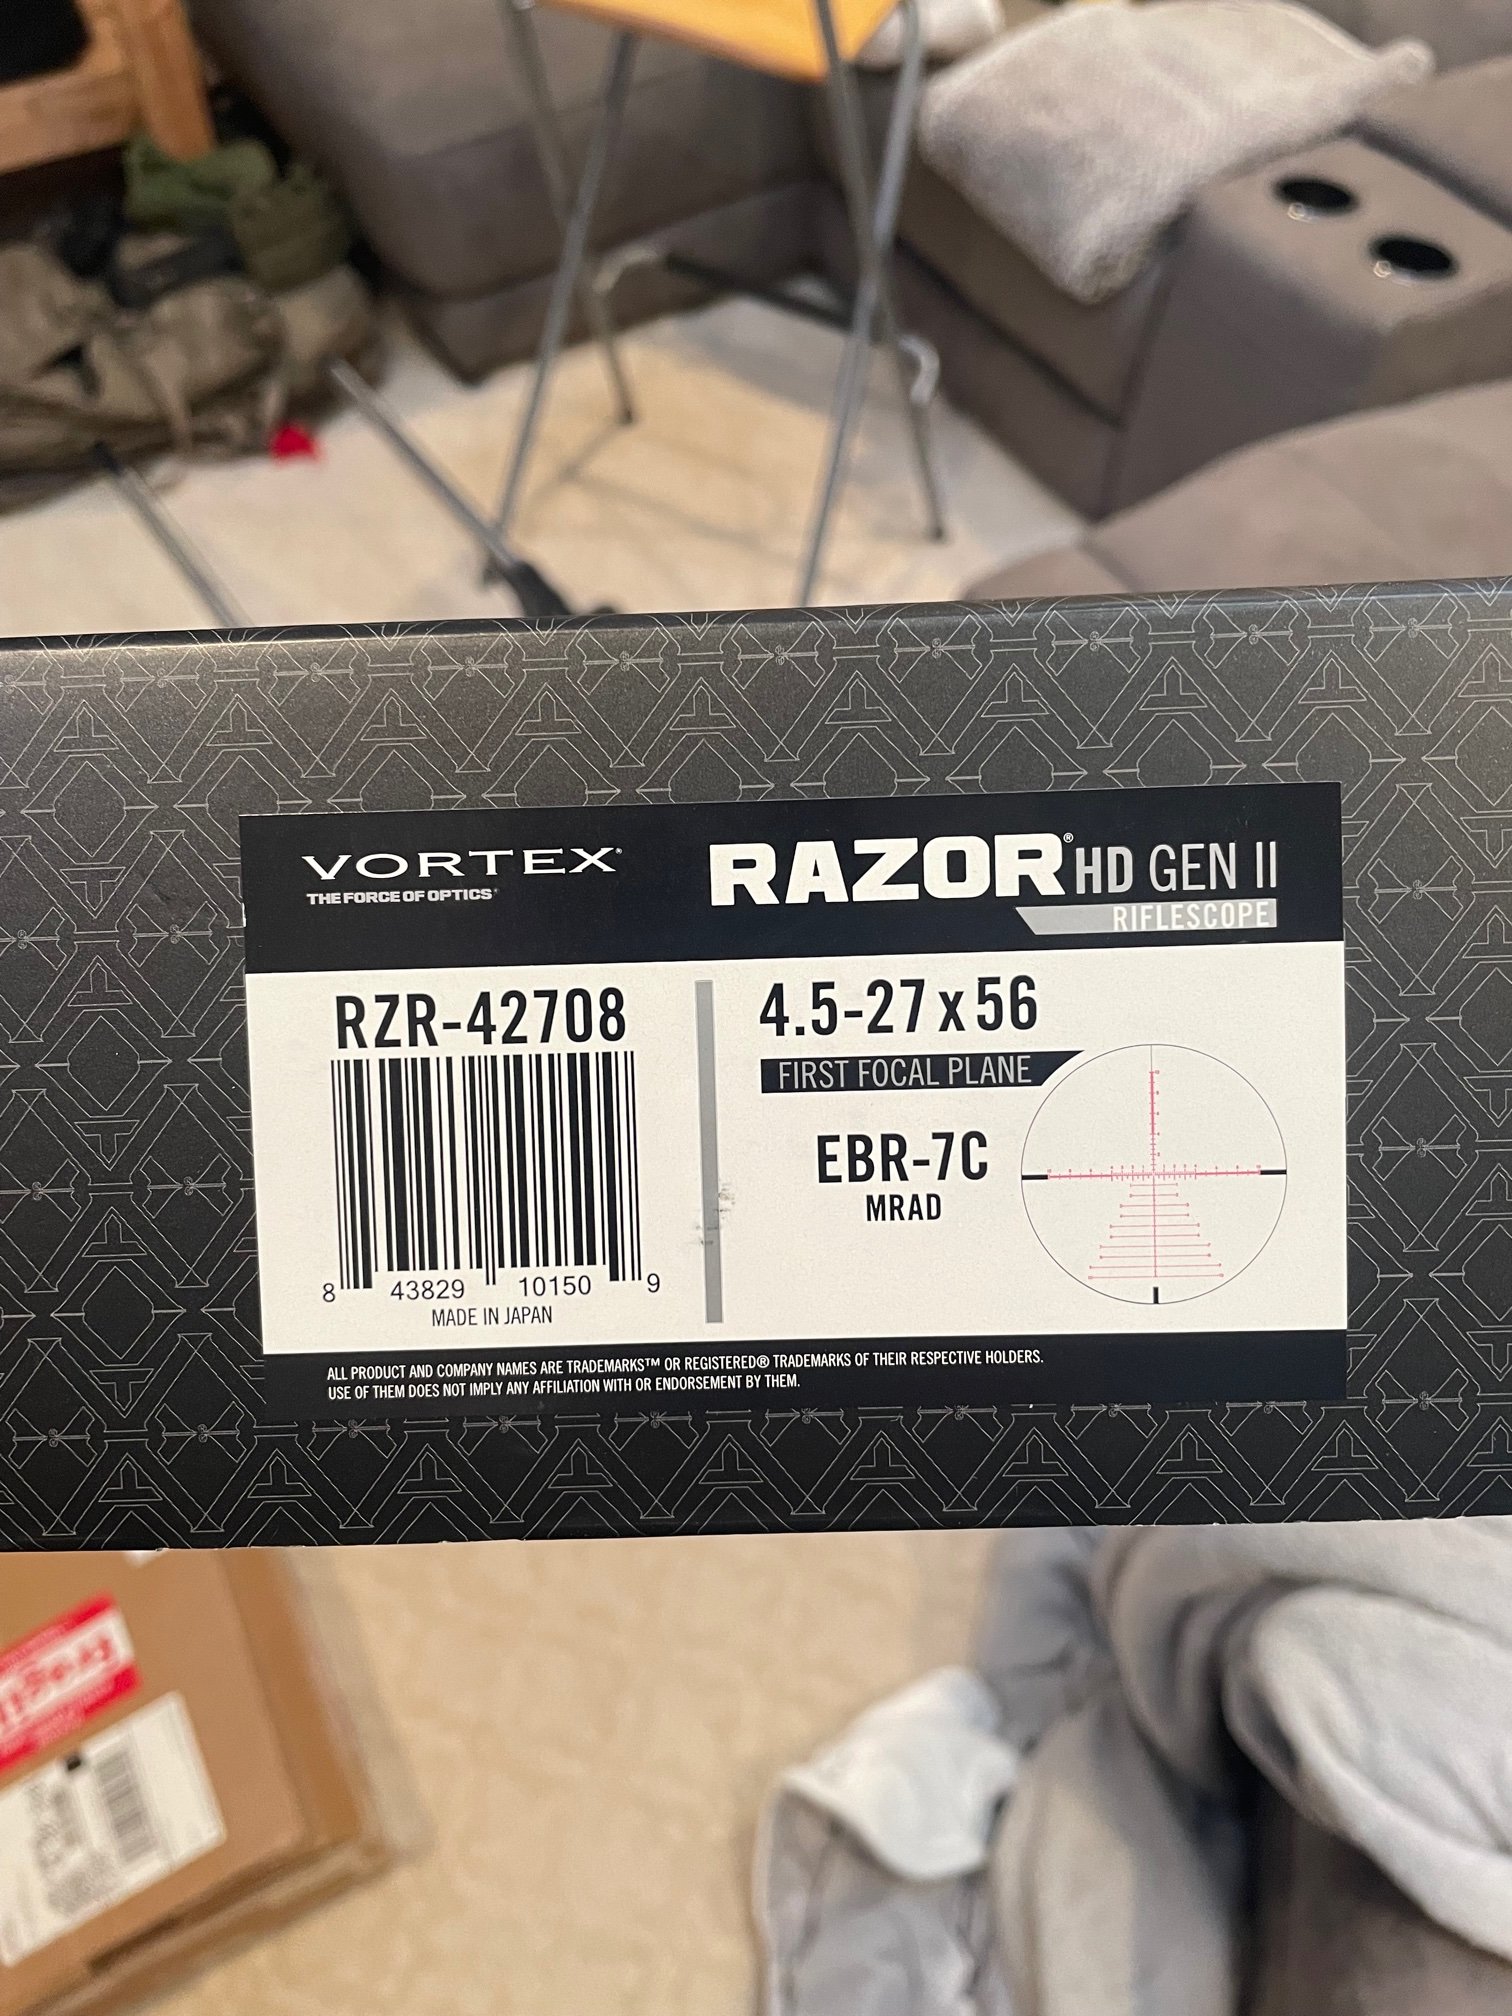 VORTEX®
THE FORCE OF OPTICS®
RAZOR® HD GEN II
RIFLESCOPE
RZR-42708
8 43829 10150 9
MADE IN JAPAN
4.5-27 x 56
FIRST FOCAL PLANE
EBR-7C
MRAD
ALL PRODUCT AND COMPANY NAMES ARE TRADEMARKS™ OR REGISTERED® TRADEMARKS OF THEIR RESPECTIVE HOLDERS.
USE OF THEM DOES NOT IMPLY ANY AFFILIATION WITH OR ENDORSEMENT BY THEM.